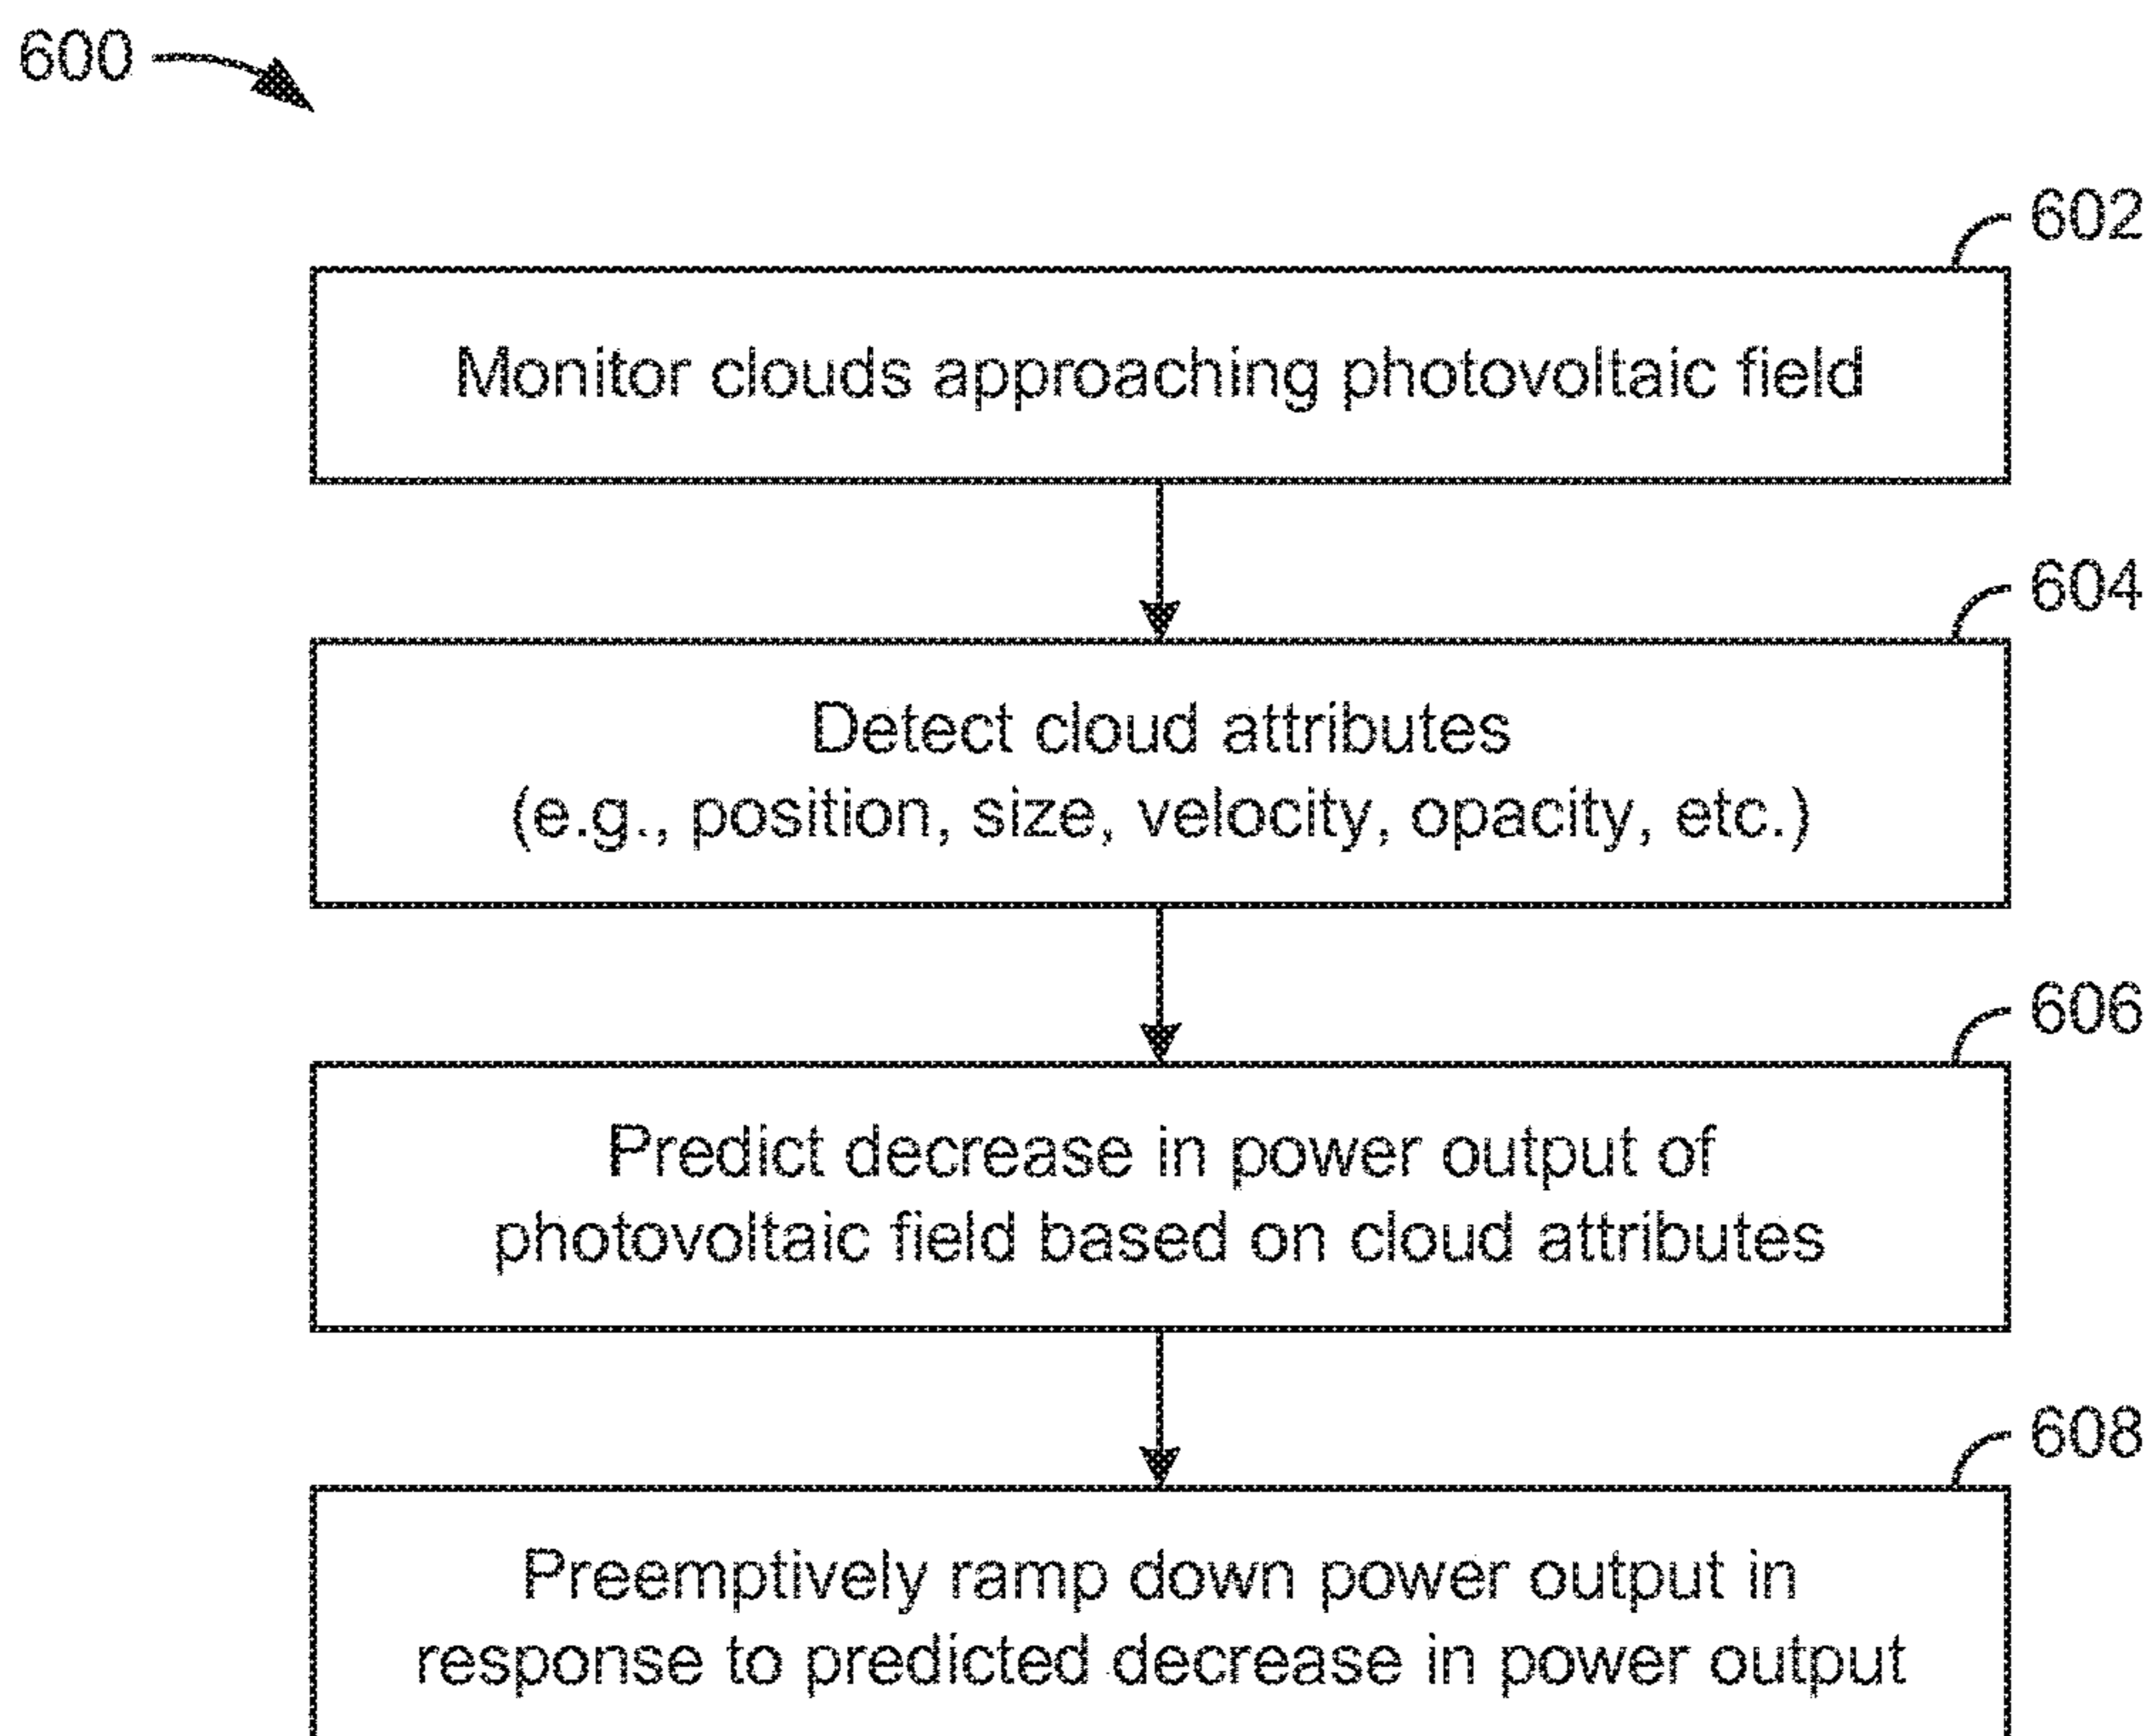 600
602
Monitor clouds approaching photovoltaic field
604
Detect cloud attributes
(e.g., position, size, velocity, opacity, etc.)
606
Predict decrease in power output of
photovoltaic field based on cloud attributes
608
Preemptively ramp down power output in
response to predicted decrease in power output